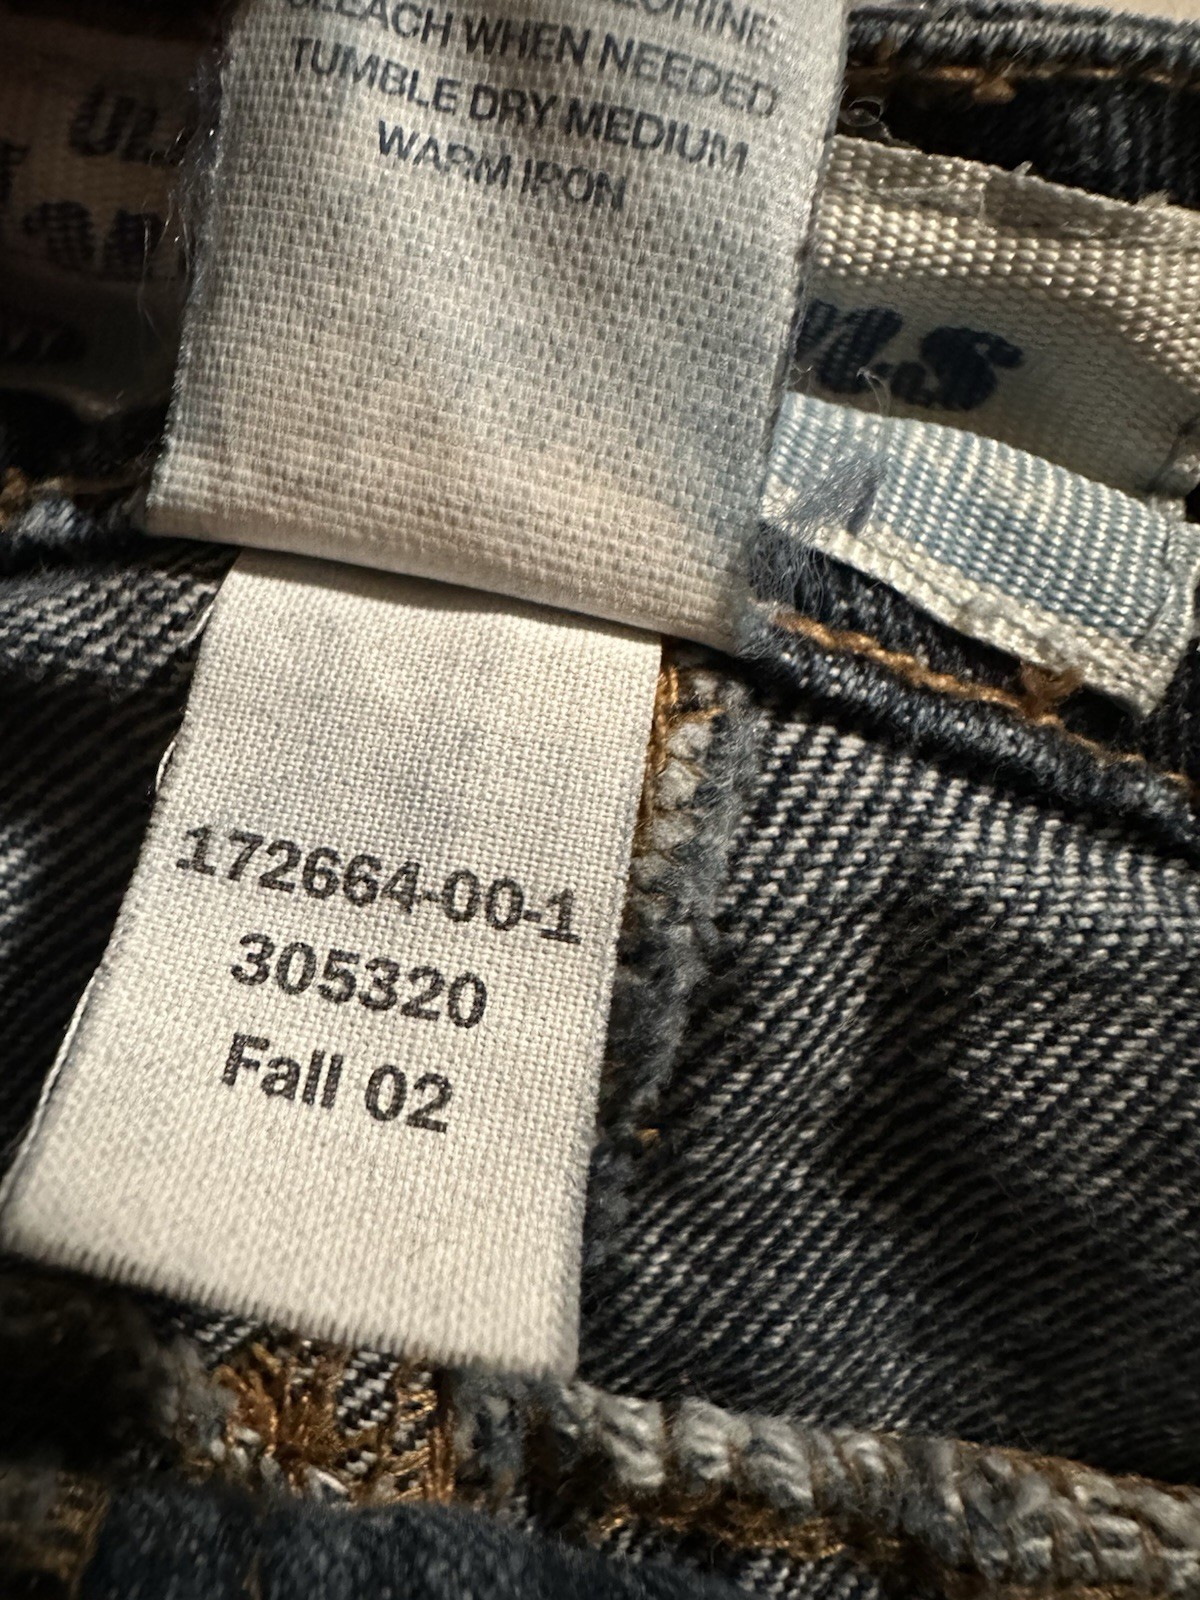 BLEACH WHEN NEEDED
TUMBLE DRY MEDIUM
WARM IRON
172664-00-1
305320
Fall 02